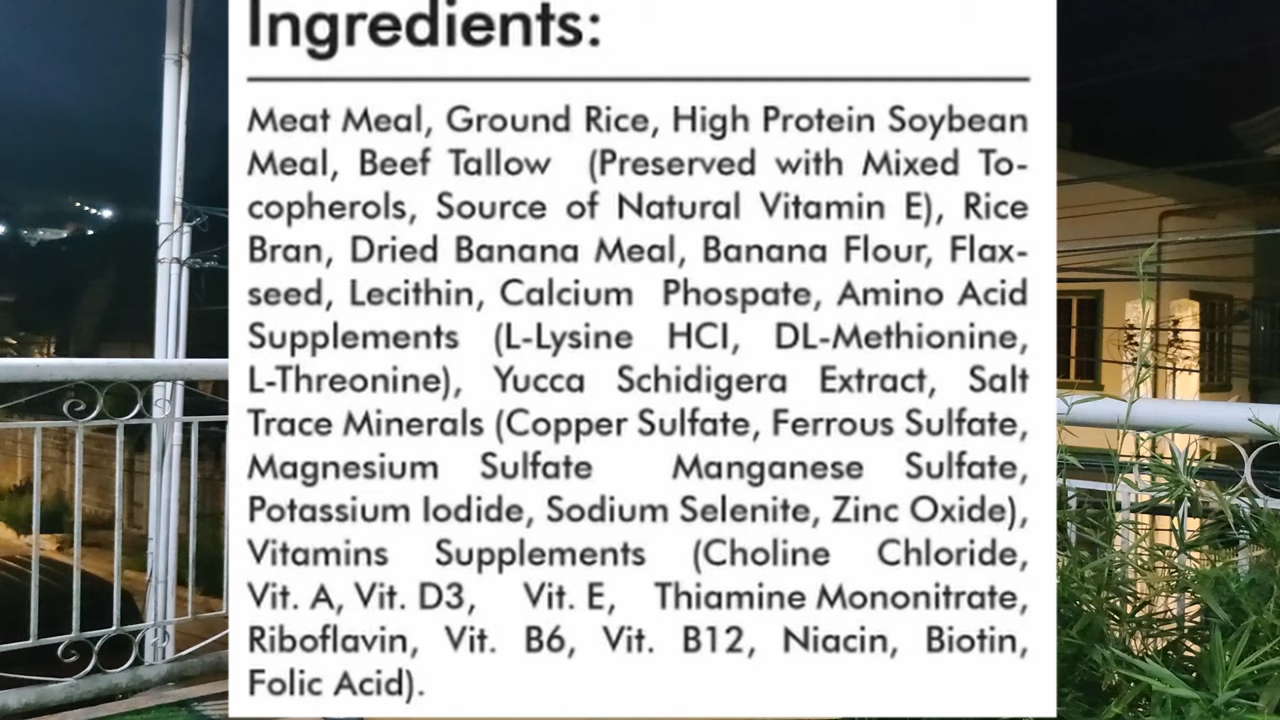 Ingredients:
Meat Meal, Ground Rice, High Protein Soybean
Meal, Beef Tallow (Preserved with Mixed To-
copherols, Source of Natural Vitamin E), Rice
Bran, Dried Banana Meal, Banana Flour, Flax-
seed, Lecithin, Calcium Phospate, Amino Acid
Supplements (L-Lysine HCI, DL-Methionine,
L-Threonine), Yucca Schidigera Extract, Salt
Trace Minerals (Copper Sulfate, Ferrous Sulfate,
Magnesium Sulfate Manganese Sulfate,
Potassium Iodide, Sodium Selenite, Zinc Oxide),
Vitamins Supplements (Choline Chloride,
Vit. A, Vit. D3, Vit. E, Thiamine Mononitrate,
Riboflavin, Vit. B6, Vit. B12, Niacin, Biotin,
Folic Acid).